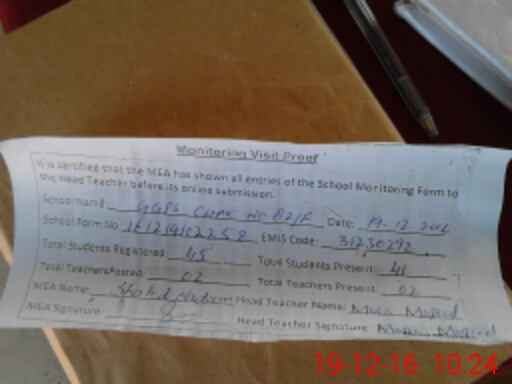 Monitoring Visit Proof
It is certified that the MEA has shown all entries of the School Monitoring Form to
the Head Teacher before its online submission.
School Name: GGPS CHAK NO 82/F Date: 19-12-2016
School Form No. EMIS Code: 31230292
Total Students Registered: 45 Total Students Present: 41
Total Teachers Posted: 02 Total Teachers Present: 02
MEA Name: Head Teacher Name:
MEA Signature: Head Teacher Signature:
19-12-16 10:24